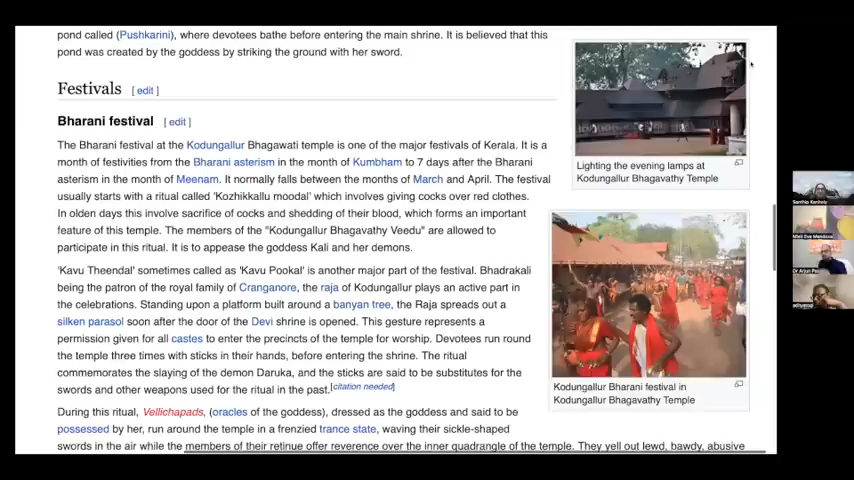 pond called (Pushkarini), where devotees bathe before entering the main shrine. It is believed that this
pond was created by the goddess by striking the ground with her sword.
Festivals [ edit ]
Bharani festival [ edit ]
The Bharani festival at the Kodungallur Bhagawati temple is one of the major festivals of Kerala. It is a
month of festivities from the Bharani asterism in the month of Kumbham to 7 days after the Bharani
asterism in the month of Meenam. It normally falls between the months of March and April. The festival
usually starts with a ritual called 'Kozhikkallu moodal' which involves giving cocks over red clothes.
In olden days this involve sacrifice of cocks and shedding of their blood, which forms an important
feature of this temple. The members of the "Kodungallur Bhagavathy Veedu" are allowed to
participate in this ritual. It is to appease the goddess Kali and her demons.
'Kavu Theendal' sometimes called as 'Kavu Pookal' is another major part of the festival. Bhadrakali
being the patron of the royal family of Cranganore, the raja of Kodungallur plays an active part in
the celebrations. Standing upon a platform built around a banyan tree, the Raja spreads out a
silken parasol soon after the door of the Devi shrine is opened. This gesture represents a
permission given for all castes to enter the precincts of the temple for worship. Devotees run round
the temple three times with sticks in their hands, before entering the shrine. The ritual
commemorates the slaying of the demon Daruka, and the sticks are said to be substitutes for the
swords and other weapons used for the ritual in the past.[citation needed]
During this ritual, Vellichapads, (oracles of the goddess), dressed as the goddess and said to be
possessed by her, run around the temple in a frenzied trance state, waving their sickle-shaped
swords in the air while the members of their retinue offer reverence over the inner quadrangle of the temple. They yell out lewd, bawdy, abusive
Lighting the evening lamps at
Kodungallur Bhagavathy Temple
Kodungallur Bharani festival in
Kodungallur Bhagavathy Temple